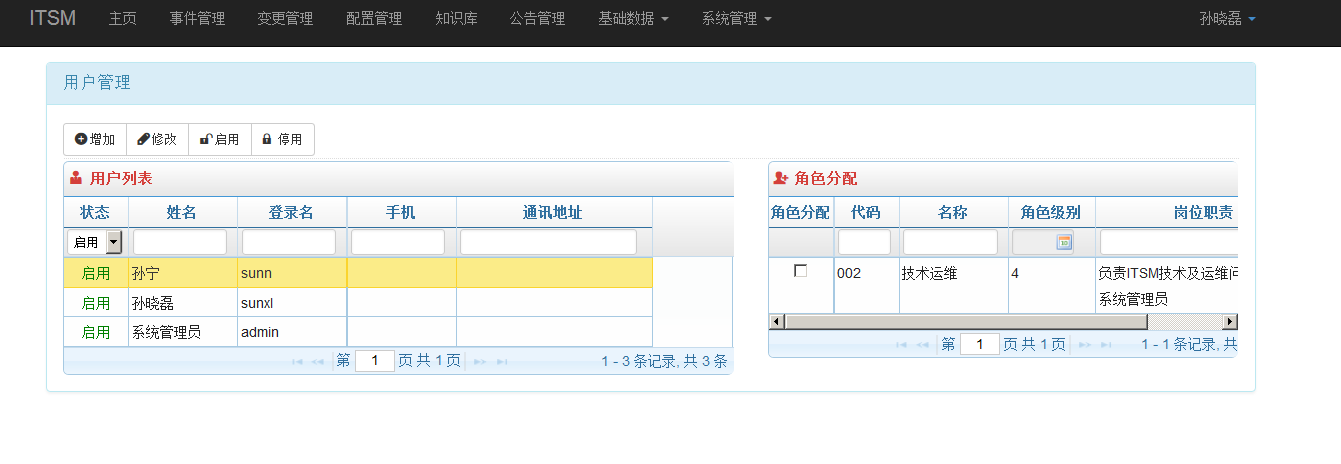 ITSM 主页 事件管理 变更管理 配置管理 知识库 公告管理 基础数据 系统管理 孙晓磊
用户管理
增加 修改 启用 停用
用户列表
状态 姓名 登录名 手机 通讯地址
启用
启用 孙宁 sunn
启用 孙晓磊 sunxl
启用 系统管理员 admin
第 1 页 共 1 页 1 - 3 条记录, 共 3 条
角色分配
角色分配 代码 名称 角色级别 岗位职责
002 技术运维 4 负责ITSM技术及运维
系统管理员
第 1 页 共 1 页 1 - 1 条记录, 共